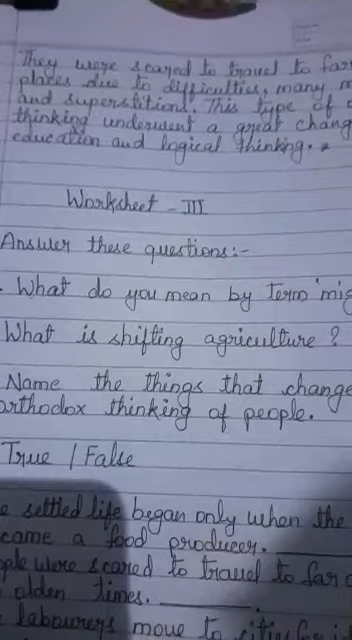 They were scared to travel to far
places due to difficulties, many m
and superstitions. This type of o
thinking underwent a great chang
education and logical thinking.
Worksheet - III
Answer these questions:-
What do you mean by term 'mig
What is shifting agriculture ?
Name the things that change
orthodox thinking of people.
True / False
e settled life began only when the
came a food producer.
ople were scared to travel to far
olden times.
labourers move to